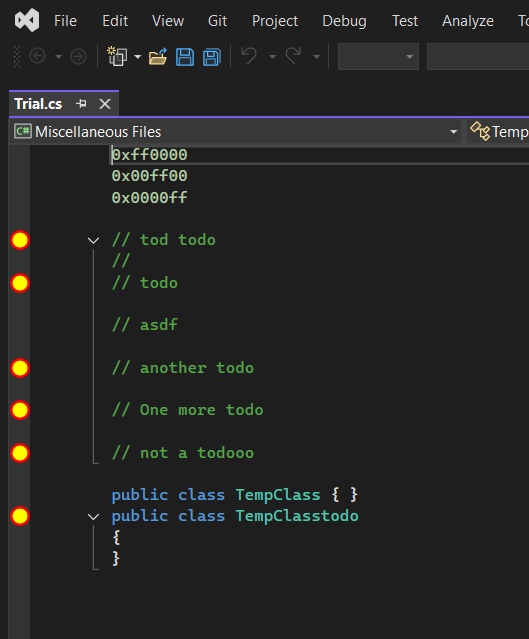 File Edit View Git Project Debug Test Analyze
Trial.cs
C# Miscellaneous Files Temp
0xff0000
0x00ff00
0x0000ff
// tod todo
//
// todo
// asdf
// another todo
// One more todo
// not a todooo
public class TempClass { }
public class TempClasstodo
{
}